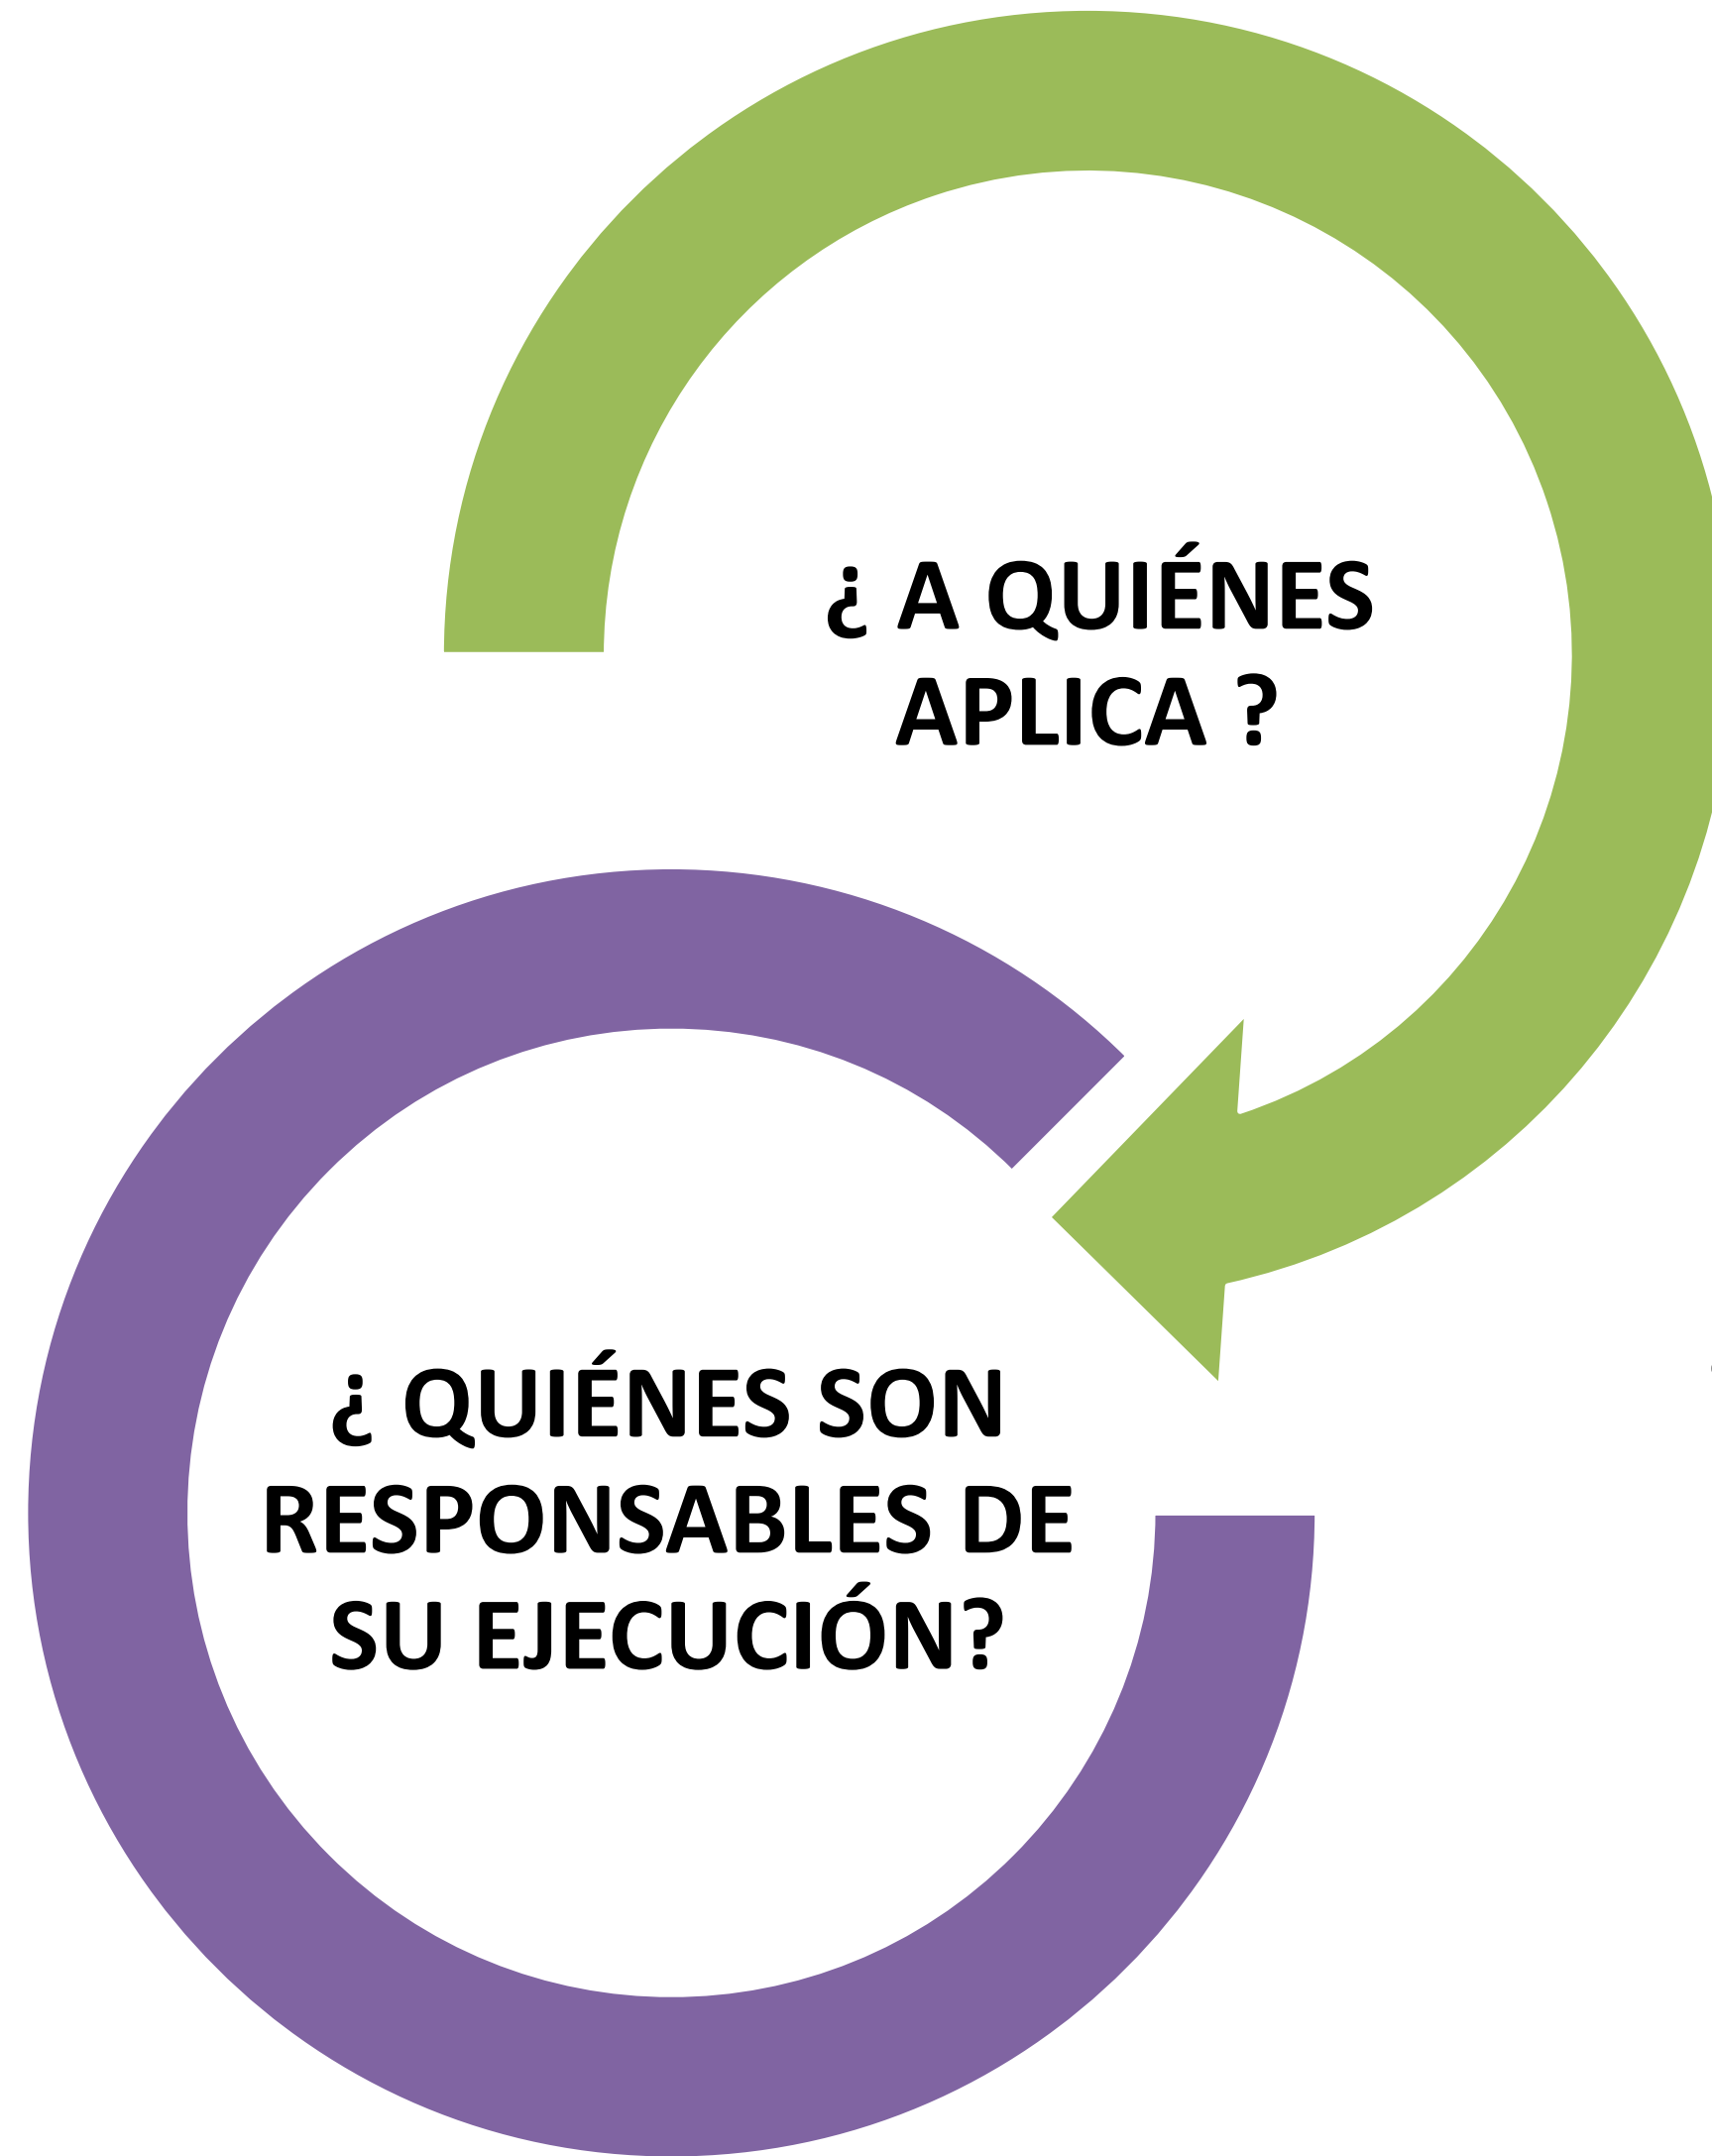 ¿ A QUIÉNES
APLICA ?
¿ QUIÉNES SON
RESPONSABLES DE
SU EJECUCIÓN?